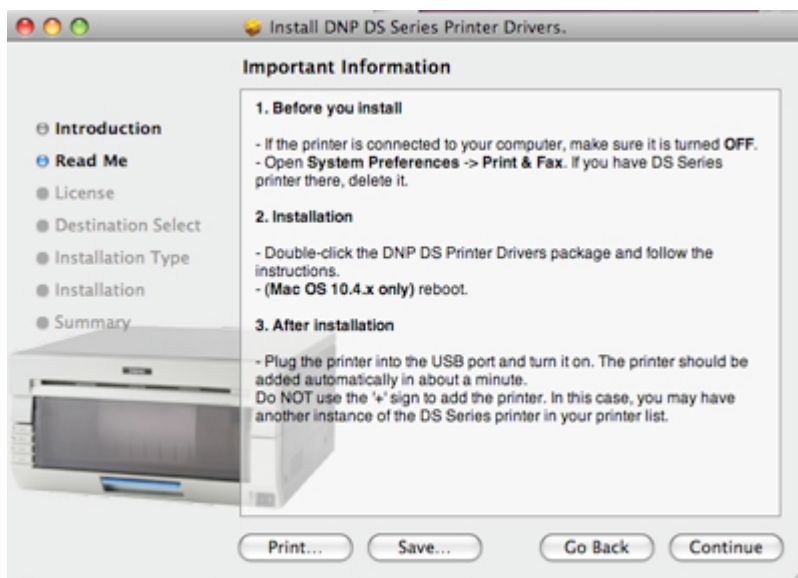 Install DNP DS Series Printer Drivers.
Important Information
Introduction
Read Me
License
Destination Select
Installation Type
Installation
Summary
1. Before you install
- If the printer is connected to your computer, make sure it is turned OFF.
- Open System Preferences -> Print & Fax. If you have DS Series
printer there, delete it.
2. Installation
- Double-click the DNP DS Printer Drivers package and follow the
instructions.
- (Mac OS 10.4.x only) reboot.
3. After installation
- Plug the printer into the USB port and turn it on. The printer should be
added automatically in about a minute.
Do NOT use the '+' sign to add the printer. In this case, you may have
another instance of the DS Series printer in your printer list.
Print...
Save...
Go Back
Continue